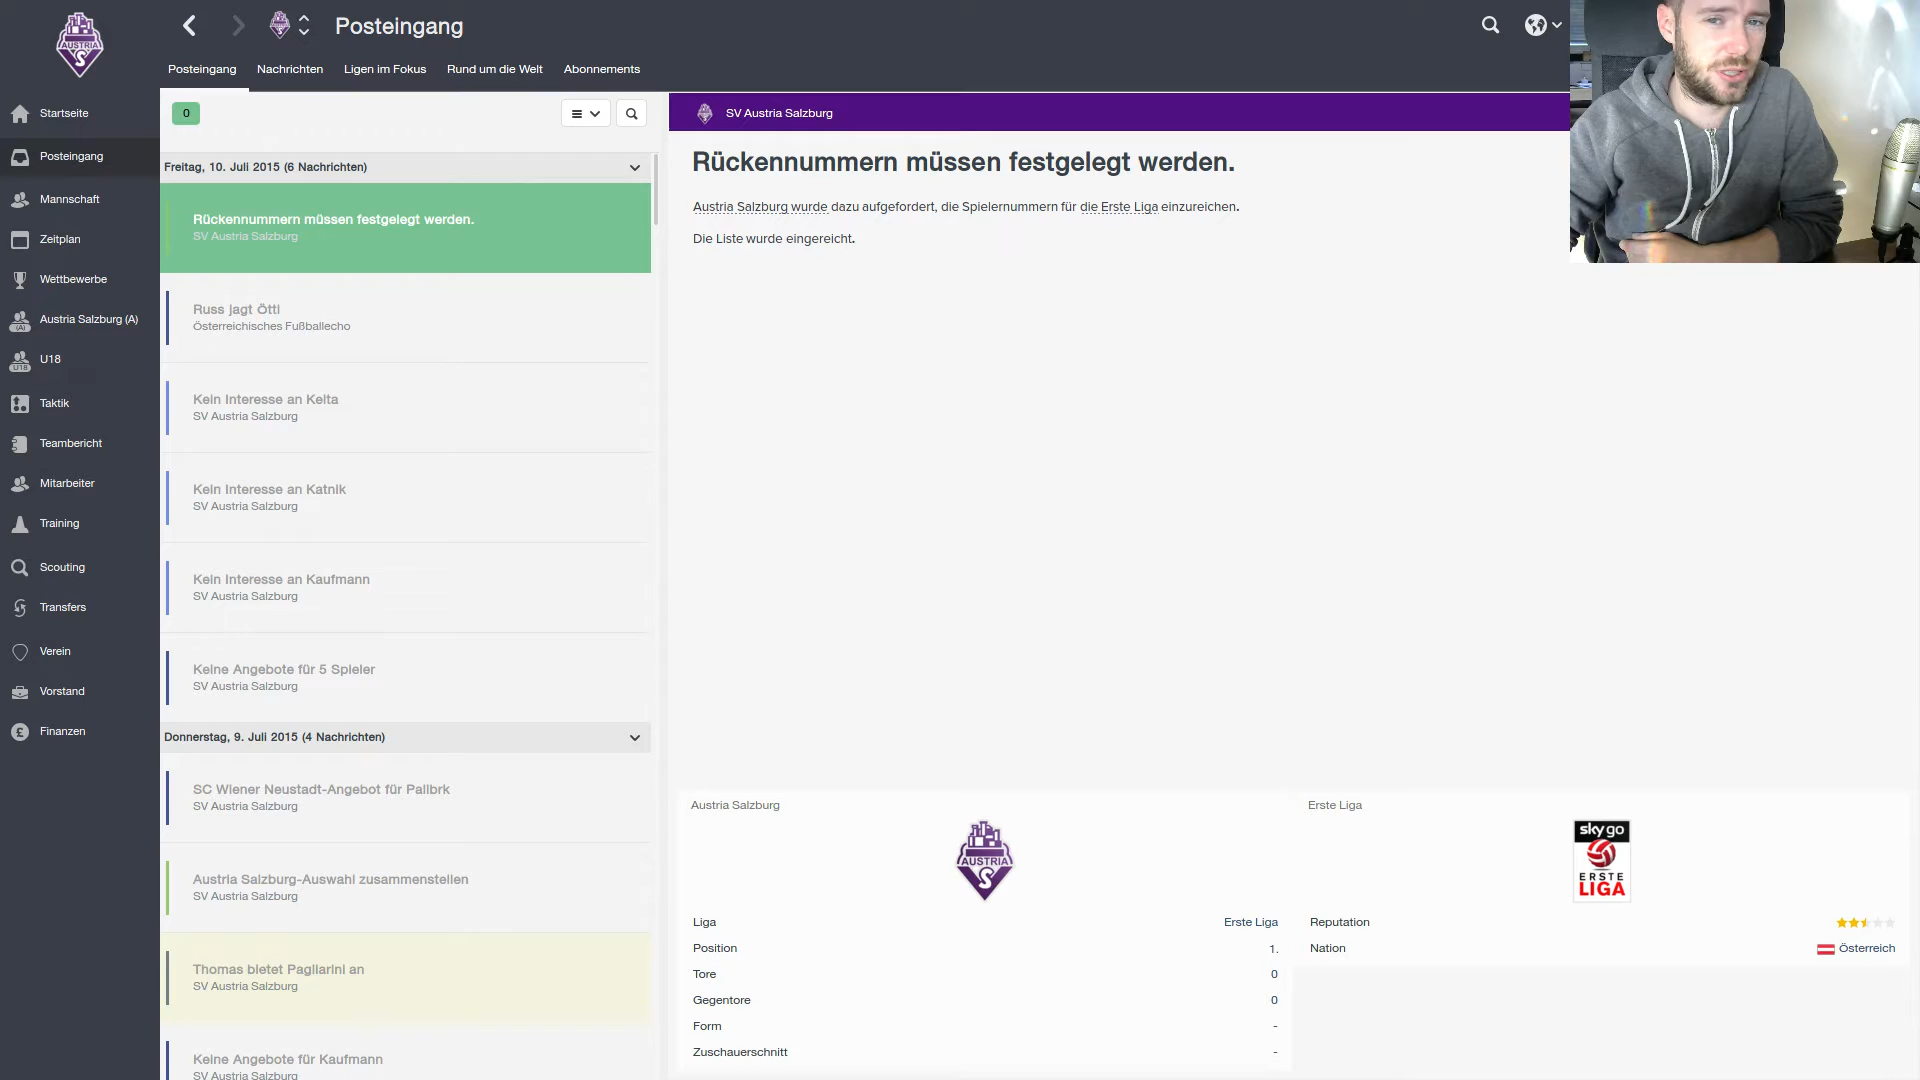 AUSTRIA
S
Posteingang
Posteingang
Nachrichten
Ligen im Fokus
Rund um die Welt
Abonnements
Startseite
Posteingang
Mannschaft
Zeitplan
Wettbewerbe
(A)
Austria Salzburg (A)
U18
U18
Taktik
Teambericht
Mitarbeiter
Training
Scouting
Transfers
Verein
Vorstand
£
Finanzen
0
Freitag, 10. Juli 2015 (6 Nachrichten)
Rückennummern müssen festgelegt werden.
SV Austria Salzburg
Russ jagt Öttl
Österreichisches Fußballecho
Kein Interesse an Keita
SV Austria Salzburg
Kein Interesse an Katnik
SV Austria Salzburg
Kein Interesse an Kaufmann
SV Austria Salzburg
Keine Angebote für 5 Spieler
SV Austria Salzburg
Donnerstag, 9. Juli 2015 (4 Nachrichten)
SC Wiener Neustadt-Angebot für Palibrk
SV Austria Salzburg
Austria Salzburg-Auswahl zusammenstellen
SV Austria Salzburg
Thomas bietet Pagliarini an
SV Austria Salzburg
Keine Angebote für Kaufmann
SV Austria Salzburg
SV Austria Salzburg
Rückennummern müssen festgelegt werden.
Austria Salzburg wurde dazu aufgefordert, die Spielernummern für die Erste Liga einzureichen.
Die Liste wurde eingereicht.
Austria Salzburg
AUSTRIA
S
Liga Erste Liga
Position 1.
Tore 0
Gegentore 0
Form -
Zuschauerschnitt -
Erste Liga
sky go
ERSTE
LIGA
Reputation
Nation Österreich